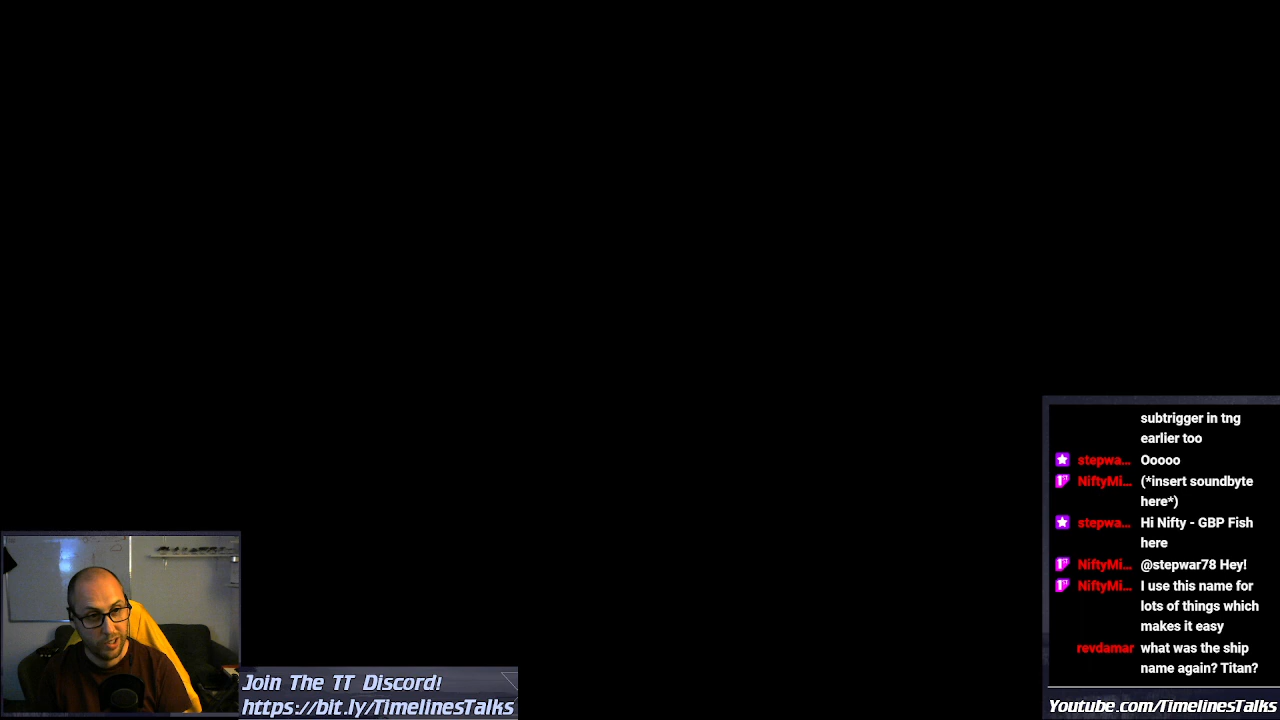 subtrigger in tng
earlier too
stepwa... Ooooo
NiftyMi... (*insert soundbyte
here*)
stepwa... Hi Nifty - GBP Fish
here
NiftyMi... @stepwar78 Hey!
NiftyMi... I use this name for
lots of things which
makes it easy
revdamar what was the ship
name again? Titan?
Join The TT Discord!
https://bit.ly/TimelinesTalks
Youtube.com/TimelinesTalks